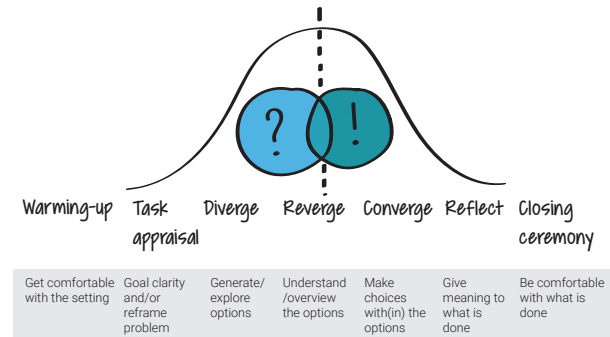 ? !
Warming-up Task Diverge Reverge Converge Reflect Closing
appraisal ceremony
Get comfortable Goal clarity Generate/ Understand Make Give Be comfortable
with the setting and/or explore /overview choices meaning to with what is
reframe options the options with(in) the what is done
problem options done